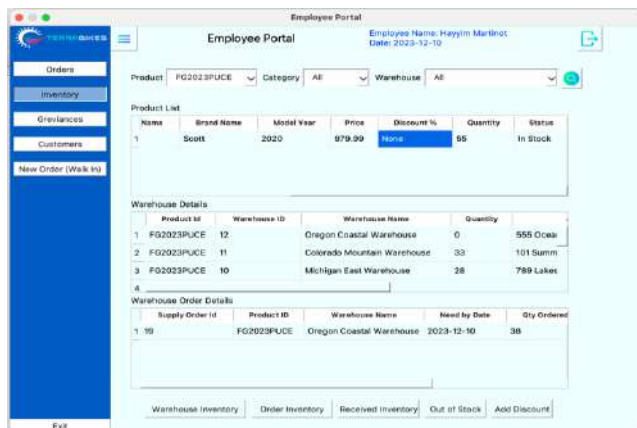 Employee Portal
TERRABIKES
Employee Portal
Employee Name: Hayyim Martinot
Date: 2023-12-10
Orders
Inventory
Greviances
Customers
New Order (Walk In)
Exit
Product FG2023PUCE Category All Warehouse All
Product List
Name Brand Name Model Year Price Discount % Quantity Status
1 Scott 2020 979.99 None 55 In Stock
Warehouse Details
Product Id Warehouse ID Warehouse Name Quantity
1 FG2023PUCE 12 Oregon Coastal Warehouse 0 555 Ocean
2 FG2023PUCE 11 Colorado Mountain Warehouse 33 101 Summ
3 FG2023PUCE 10 Michigan East Warehouse 28 789 Lakes
4
Warehouse Order Details
Supply Order Id Product ID Warehouse Name Need by Date Qty Ordered
1 19 FG2023PUCE Oregon Coastal Warehouse 2023-12-10 38
Warehouse Inventory Order Inventory Received Inventory Out of Stock Add Discount